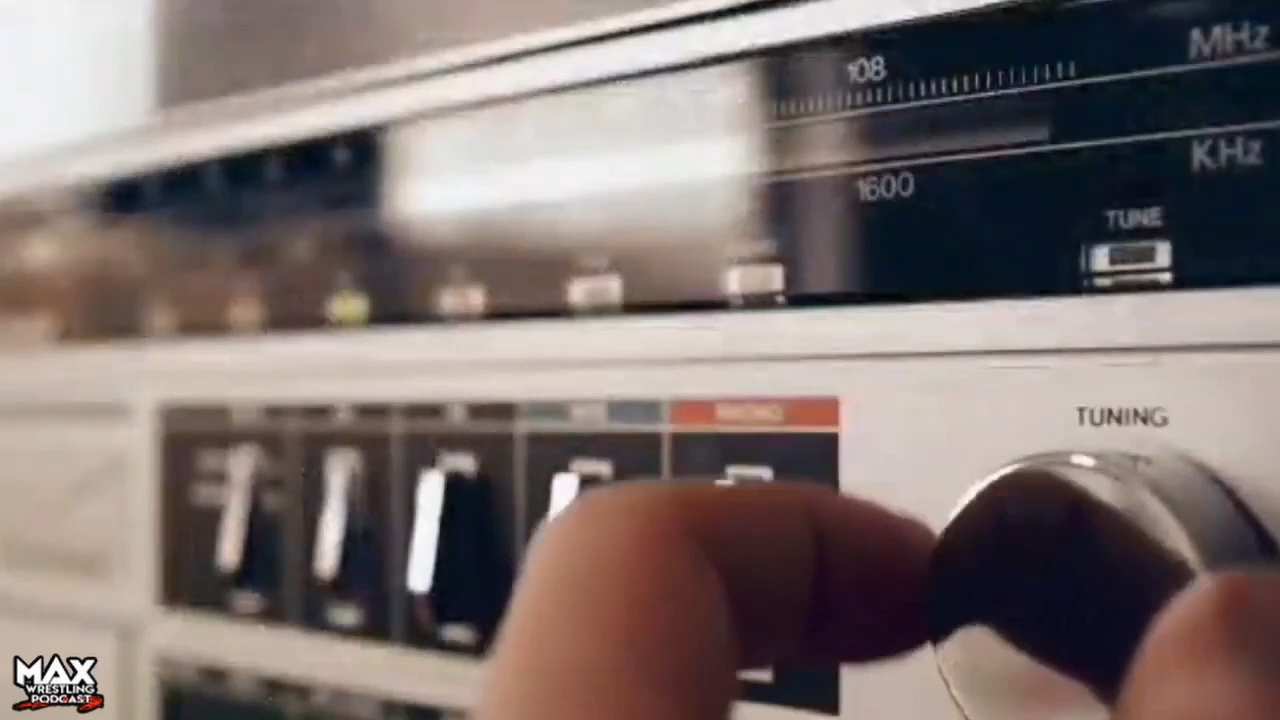 108
MHz
KHz
1600
TUNE
TUNING
MAX
WRESTLING
PODCAST